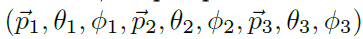 (p⃗₁, θ₁, ϕ₁, p⃗₂, θ₂, ϕ₂, p⃗₃, θ₃, ϕ₃)